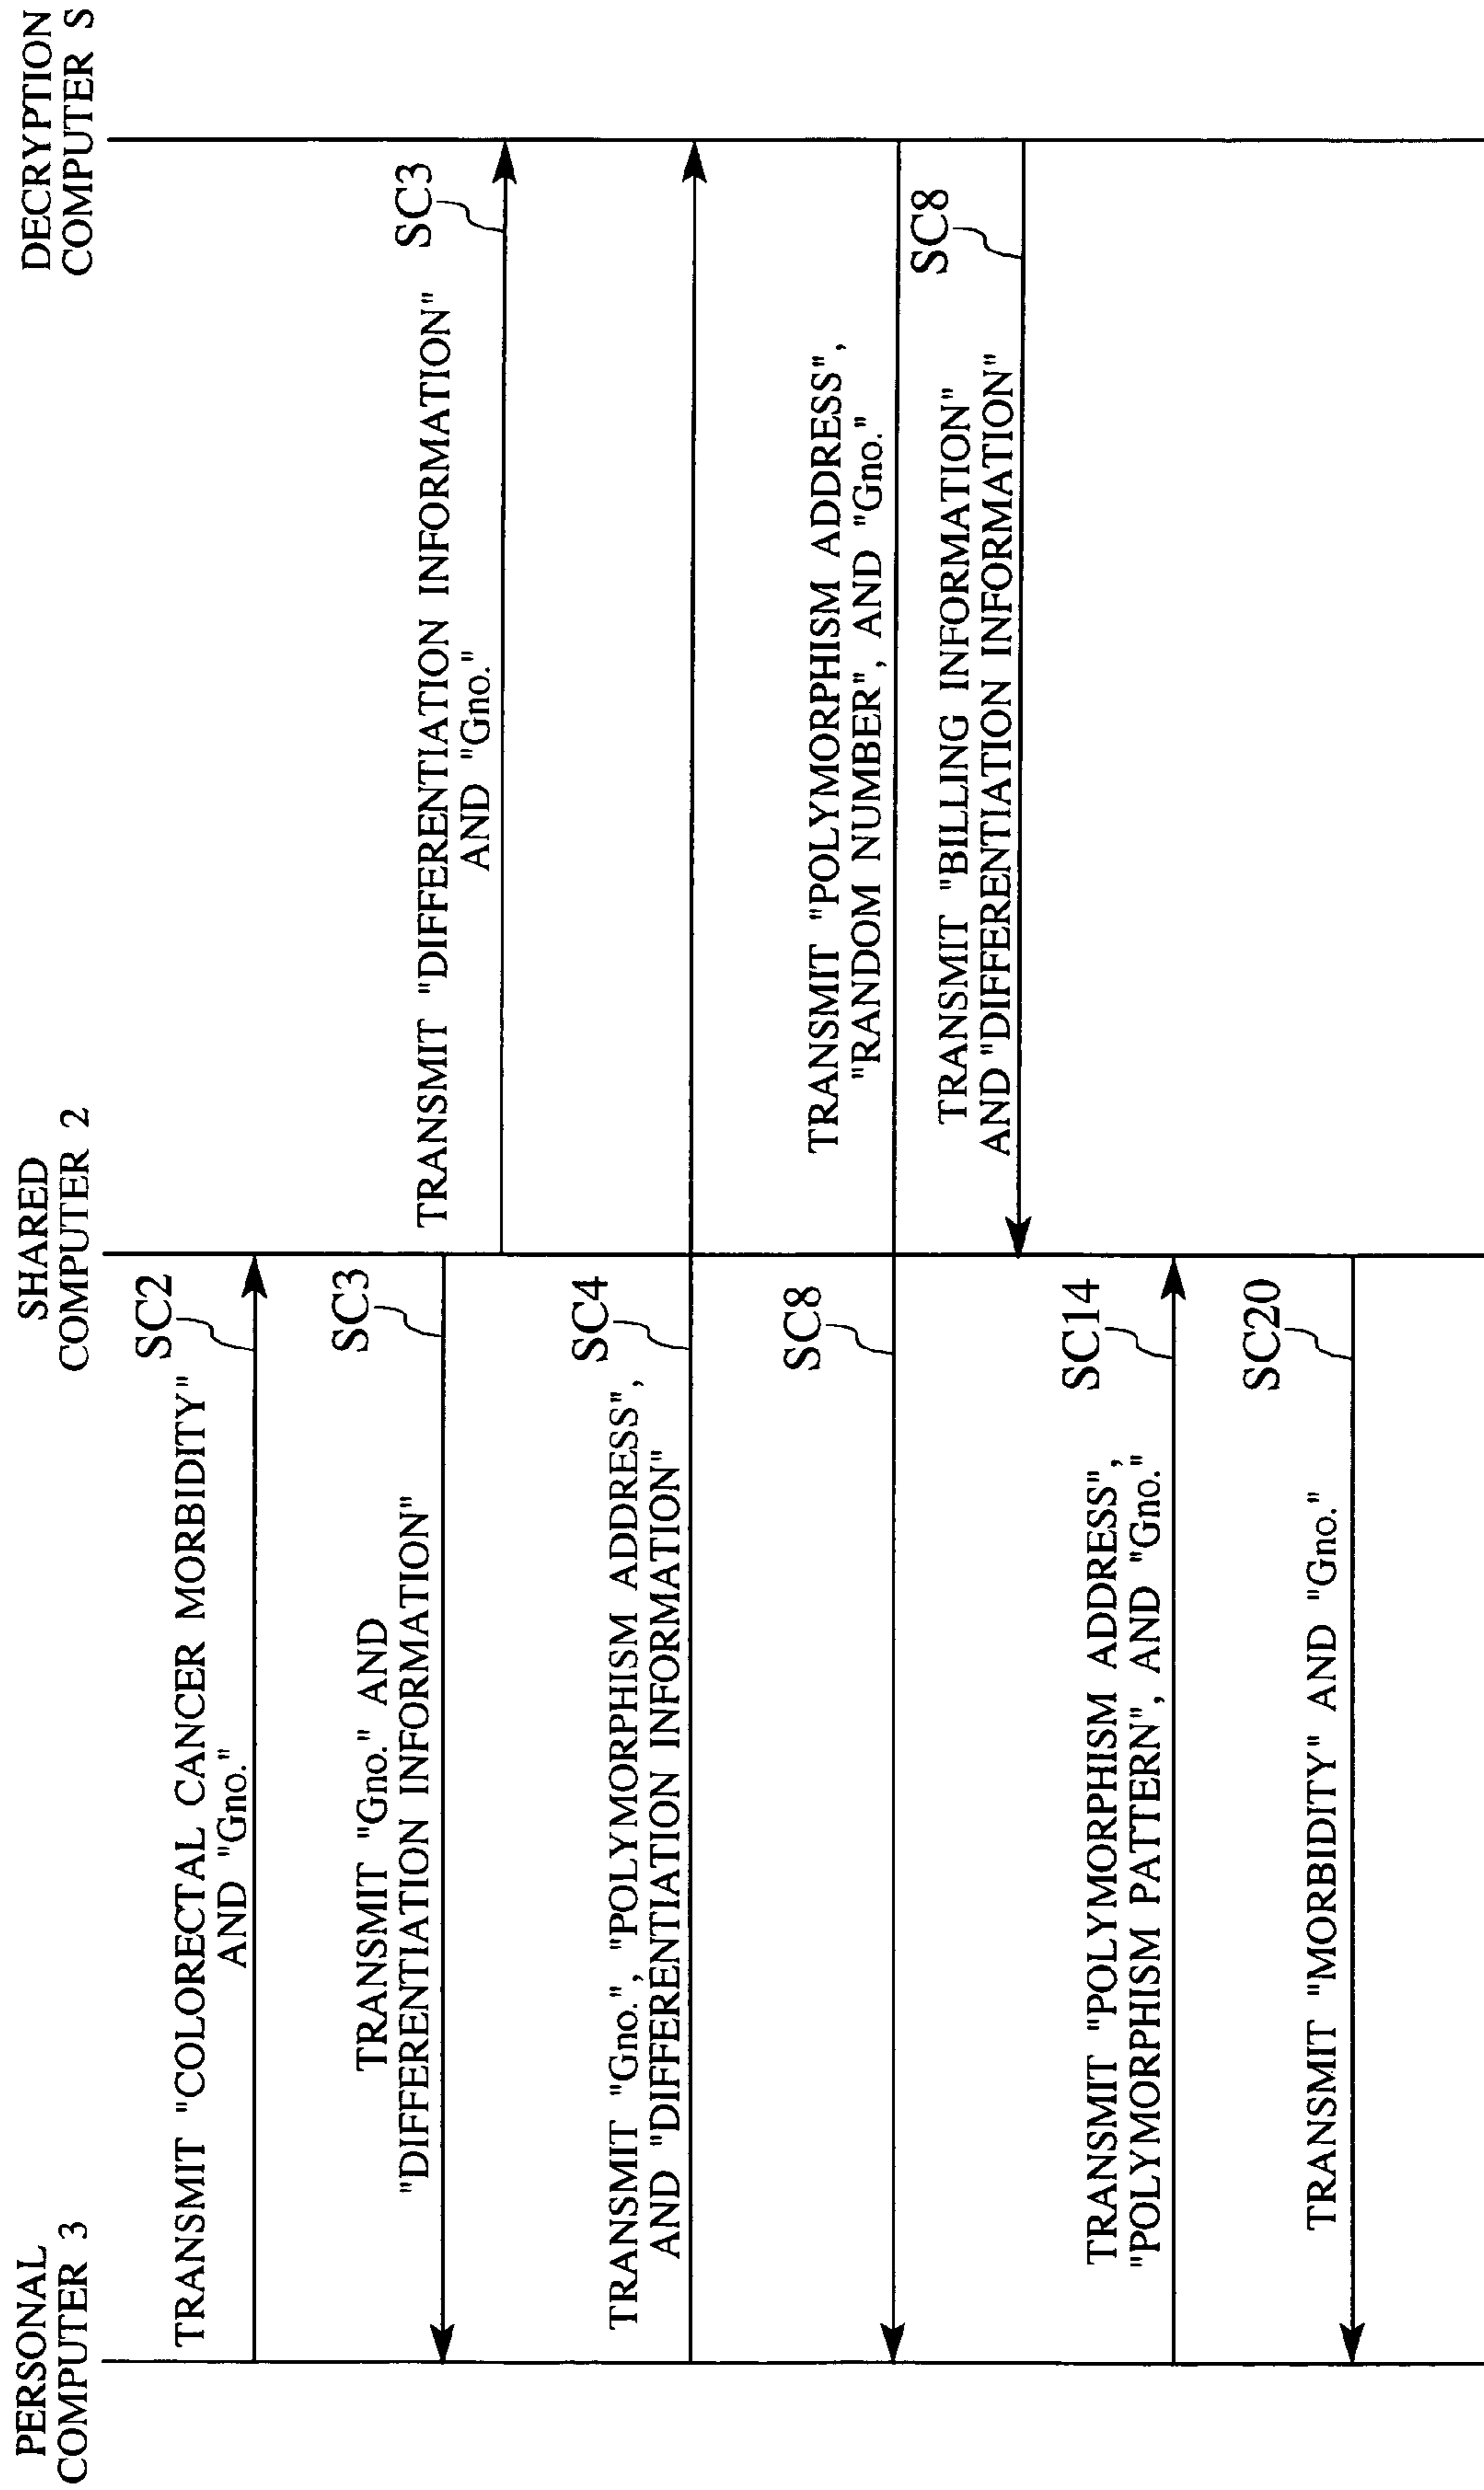 PERSONAL
COMPUTER 3
SHARED
COMPUTER 2
DECRYPTION
COMPUTER S
TRANSMIT "COLORECTAL CANCER MORBIDITY"
AND "Gno."
SC2
TRANSMIT "Gno." AND
"DIFFERENTIATION INFORMATION"
SC3
TRANSMIT "DIFFERENTIATION INFORMATION"
AND "Gno."
SC3
TRANSMIT "Gno.", "POLYMORPHISM ADDRESS",
AND "DIFFERENTIATION INFORMATION"
SC4
SC8
TRANSMIT "POLYMORPHISM ADDRESS",
"RANDOM NUMBER", AND "Gno."
TRANSMIT "BILLING INFORMATION"
AND "DIFFERENTIATION INFORMATION"
SC8
TRANSMIT "POLYMORPHISM ADDRESS",
"POLYMORPHISM PATTERN", AND "Gno."
SC14
TRANSMIT "MORBIDITY" AND "Gno."
SC20